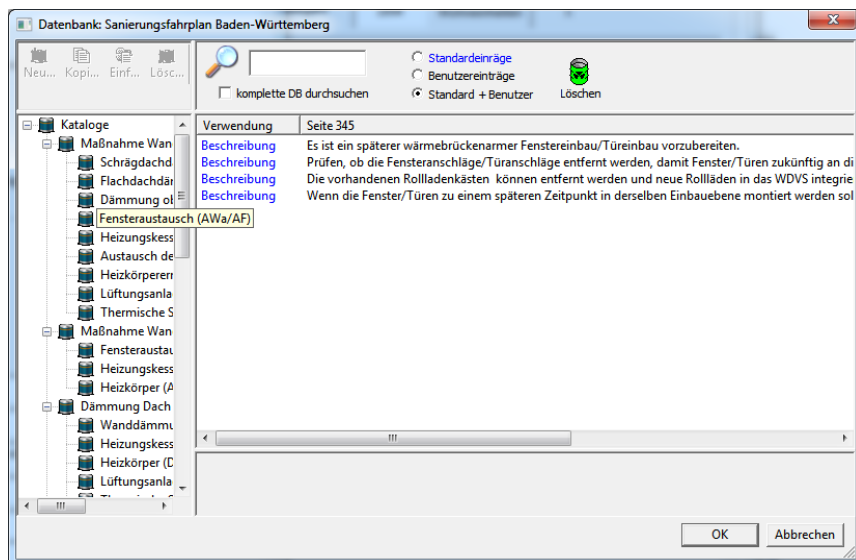 Datenbank: Sanierungsfahrplan Baden-Württemberg
Neu... Kopi... Einf... Lösc...
komplette DB durchsuchen
Standardeinräge
Benutzereinträge
Standard + Benutzer
Löschen
Kataloge
Maßnahme Wan
Schrägdachd
Flachdachdär
Dämmung ob
Fensteraustausch (AWa/AF)
Heizungskess
Austausch de
Heizkörperern
Lüftungsanla
Thermische S
Maßnahme Wan
Fensteraustau
Heizungskess
Heizkörper (A
Dämmung Dach
Wanddämmu
Heizungskess
Heizkörper (D
Lüftungsanla
Verwendung Seite 345
Beschreibung Es ist ein späterer wärmebrückenarmer Fenstereinbau/Türeinbau vorzubereiten.
Beschreibung Prüfen, ob die Fensteranschläge/Türanschläge entfernt werden, damit Fenster/Türen zukünftig an di
Beschreibung Die vorhandenen Rollladenkästen können entfernt werden und neue Rollläden in das WDVS integrie
Beschreibung Wenn die Fenster/Türen zu einem späteren Zeitpunkt in derselben Einbauebene montiert werden sol
OK Abbrechen